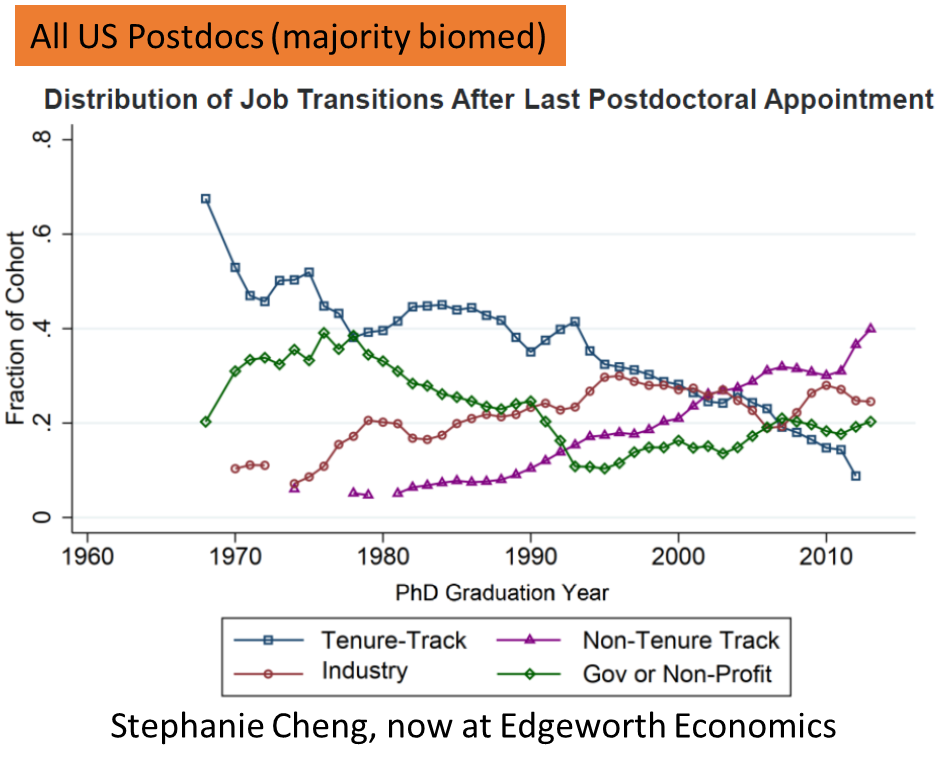 All US Postdocs (majority biomed)
Distribution of Job Transitions After Last Postdoctoral Appointment
.8
.6
.4
.2
0
Fraction of Cohort
1960 1970 1980 1990 2000 2010
PhD Graduation Year
Tenure-Track Non-Tenure Track
Industry Gov or Non-Profit
Stephanie Cheng, now at Edgeworth Economics